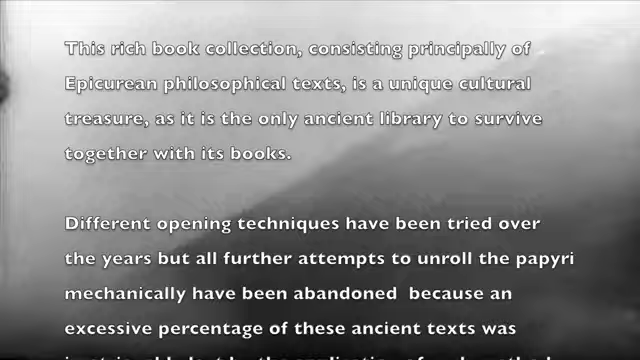 This rich book collection, consisting principally of
Epicurean philosophical texts, is a unique cultural
treasure, as it is the only ancient library to survive
together with its books.
Different opening techniques have been tried over
the years but all further attempts to unroll the papyri
mechanically have been abandoned  because an
excessive percentage of these ancient texts was